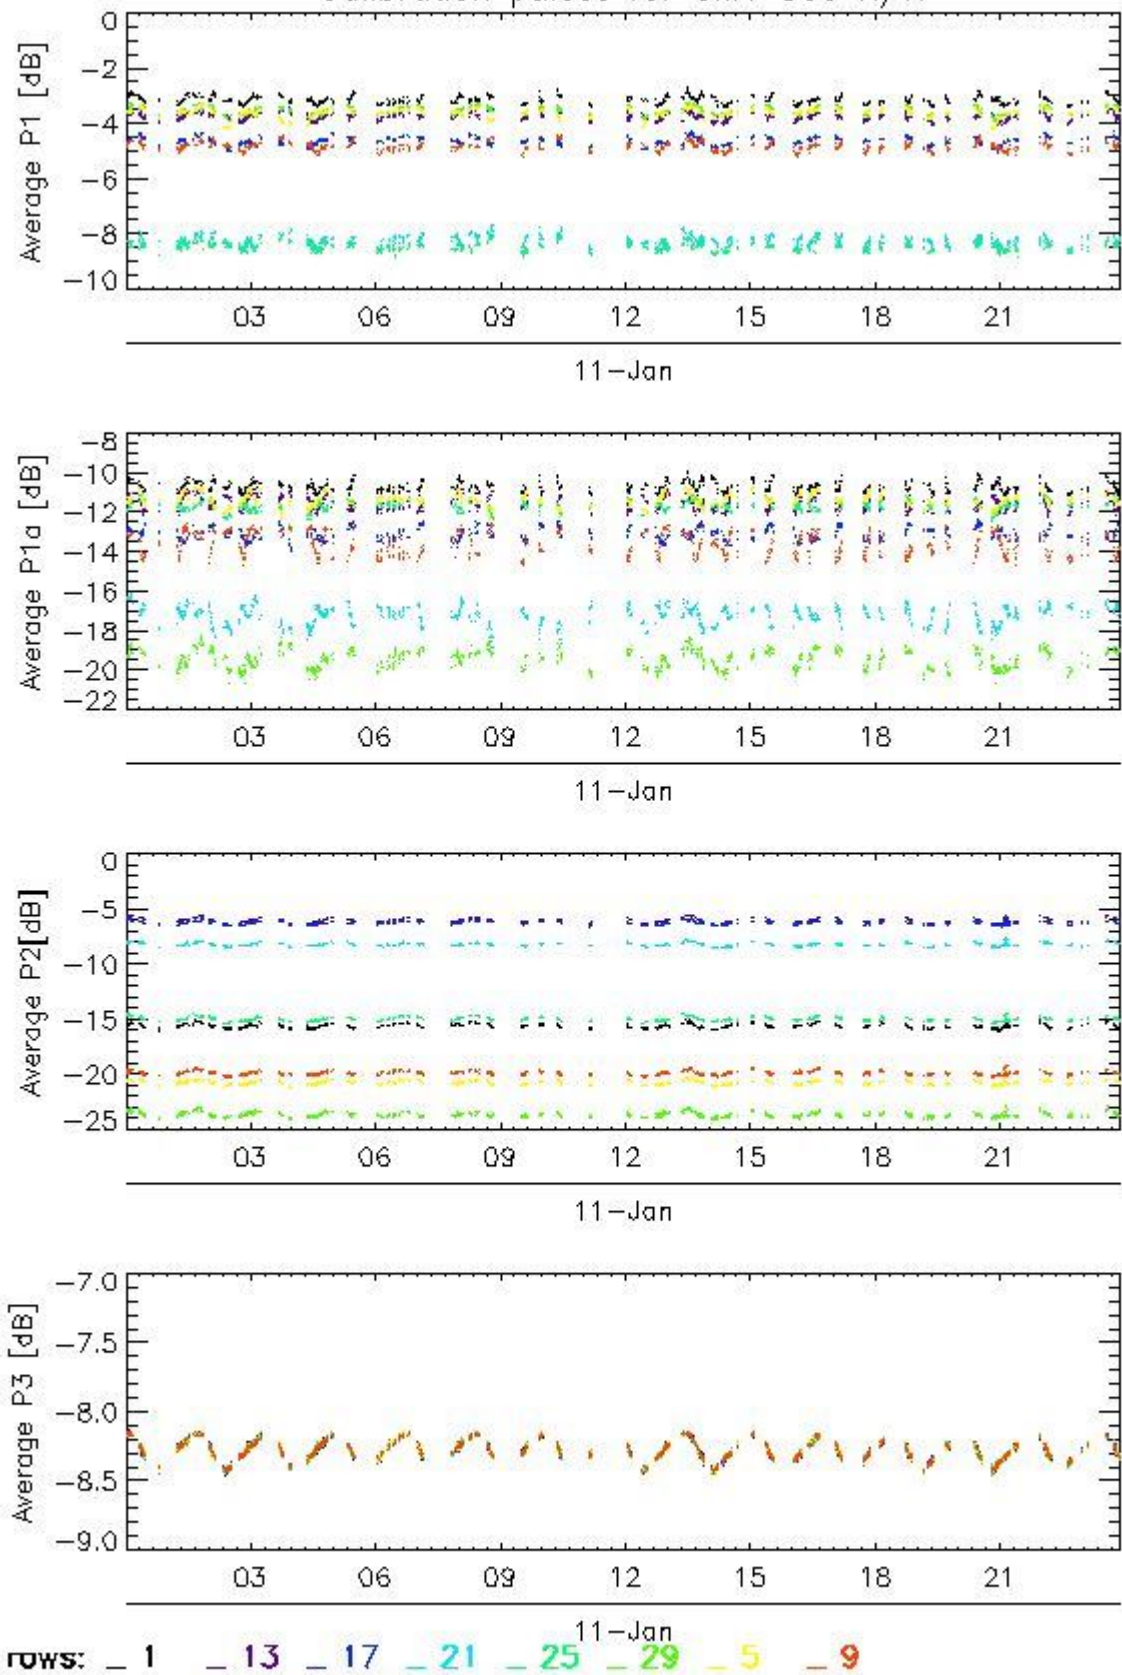 0
−2
−4
−6
−8
−10
Average P1 [dB]
03 06 09 12 15 18 21
11−Jan
−8
−10
−12
−14
−16
−18
−20
−22
Average P1a [dB]
03 06 09 12 15 18 21
11−Jan
0
−5
−10
−15
−20
−25
Average P2[dB]
03 06 09 12 15 18 21
11−Jan
−7.0
−7.5
−8.0
−8.5
−9.0
Average P3 [dB]
03 06 09 12 15 18 21
11−Jan
rows: _ 1 _ 13 _ 17 _ 21 _ 25 _ 29 _ 5 _ 9